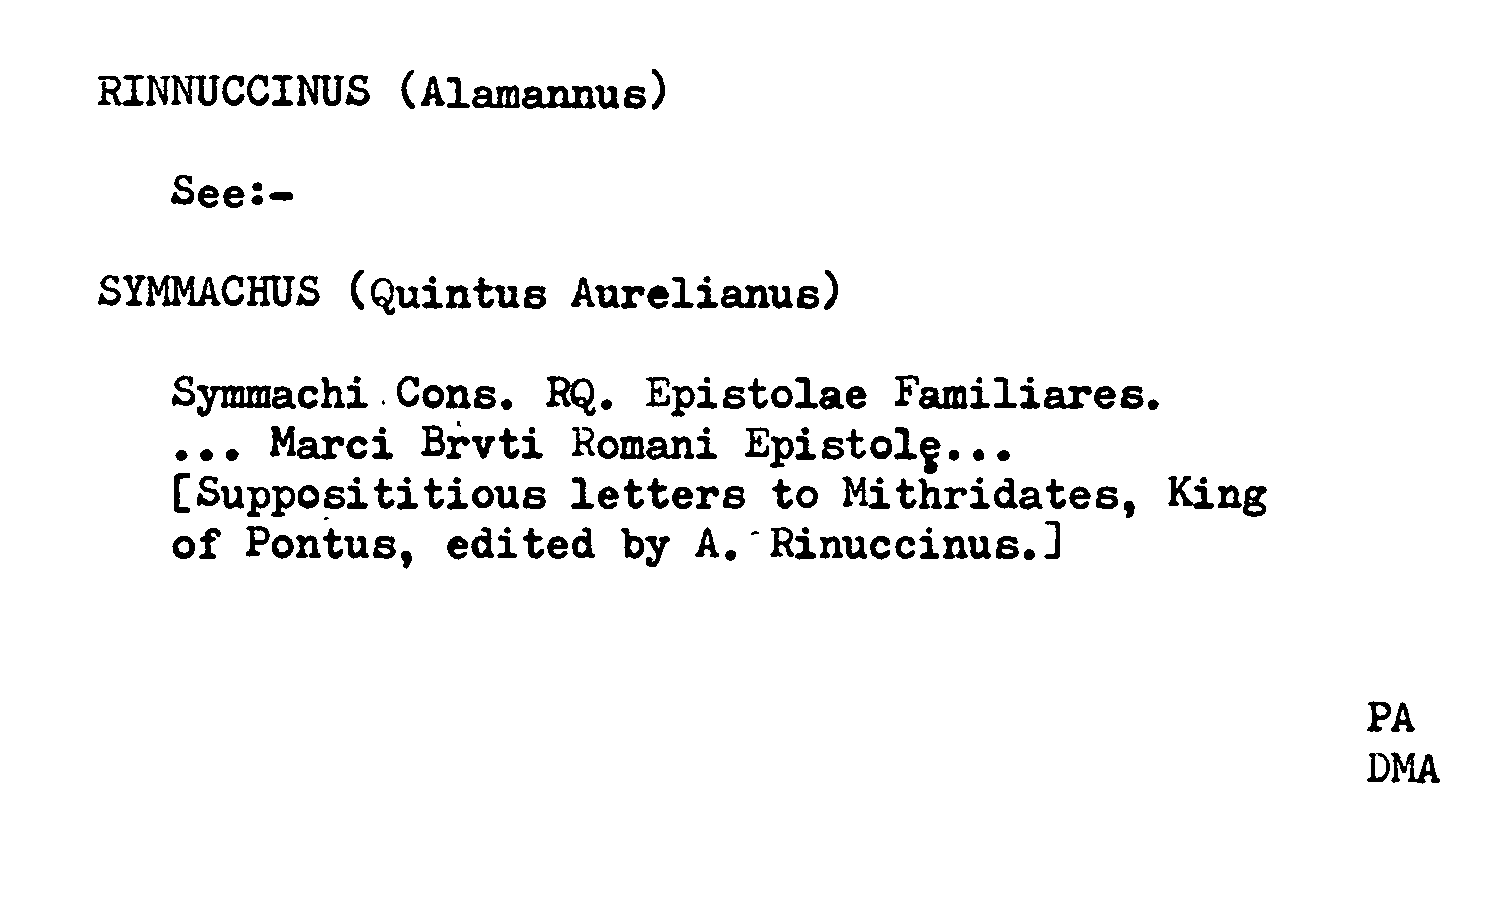 RINNUCCINUS (Alamannus)
See:-
SYMMACHUS (Quintus Aurelianus)
Symmachi Cons. RQ. Epistolae Familiares.
... Marci Brvti Romani Epistolę...
[Supposititious letters to Mithridates, King
of Pontus, edited by A. Rinuccinus.]
PA
DMA